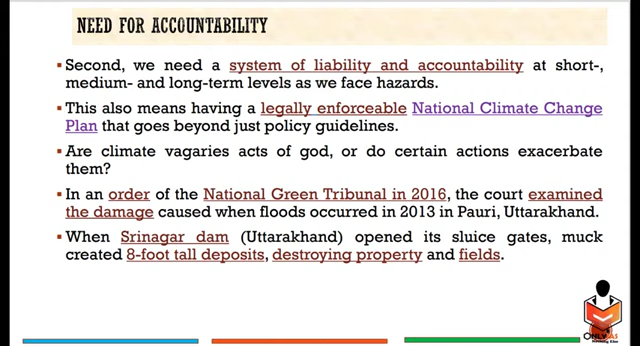 NEED FOR ACCOUNTABILITY
▪ Second, we need a system of liability and accountability at short-,
medium- and long-term levels as we face hazards.
▪ This also means having a legally enforceable National Climate Change
Plan that goes beyond just policy guidelines.
▪ Are climate vagaries acts of god, or do certain actions exacerbate
them?
▪ In an order of the National Green Tribunal in 2016, the court examined
the damage caused when floods occurred in 2013 in Pauri, Uttarakhand.
▪ When Srinagar dam (Uttarakhand) opened its sluice gates, muck
created 8-foot tall deposits, destroying property and fields.
Nothing Else